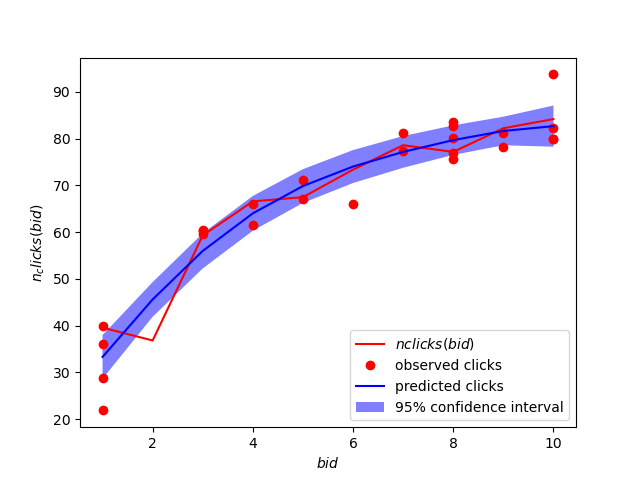 90
80
70
60
50
40
30
20
n_clicks(bid)
nclicks(bid)
observed clicks
predicted clicks
95% confidence interval
2
4
6
8
10
bid